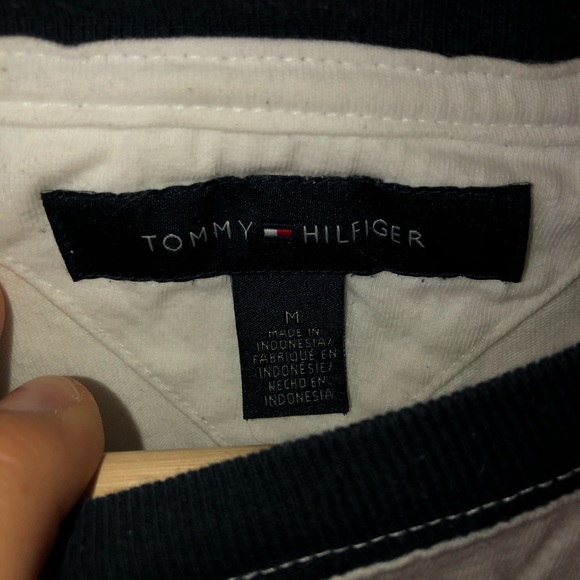 TOMMY HILFIGER
M
MADE IN
INDONESIA/
FABRIQUÉ EN
INDONÉSIE/
HECHO EN
INDONESIA